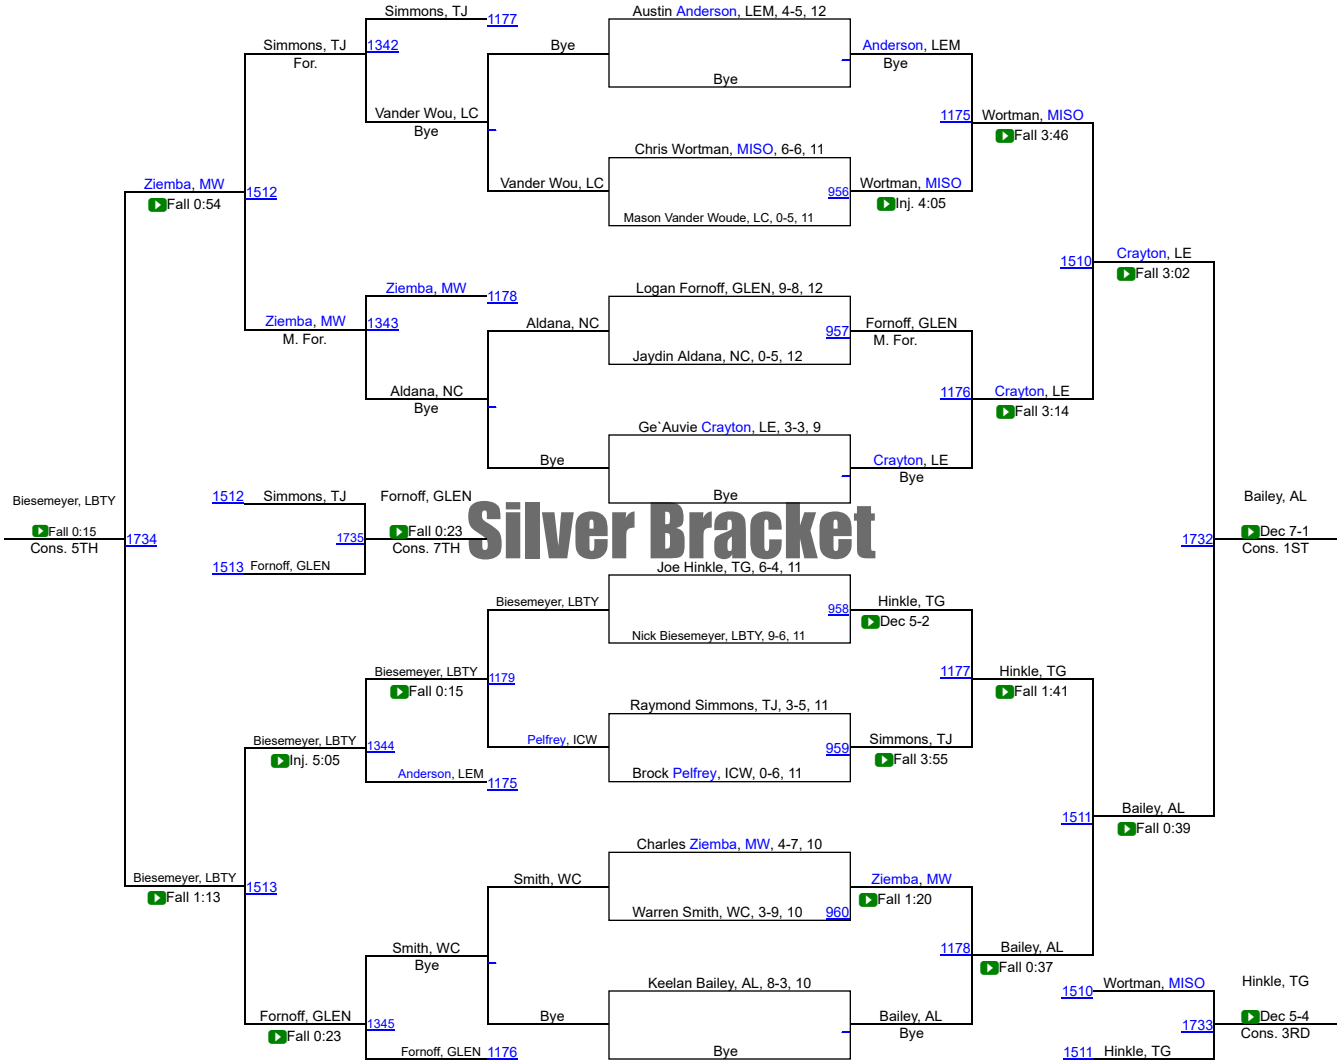 Simmons, TJ
1177
Austin Anderson, LEM, 4-5, 12
Simmons, TJ
1342
Bye
Anderson, LEM
For.
Bye
Bye
Vander Wou, LC
1175
Wortman, MISO
Bye
Fall 3:46
Chris Wortman, MISO, 6-6, 11
Ziemba, MW
1512
Vander Wou, LC
956
Wortman, MISO
Fall 0:54
Inj. 4:05
Mason Vander Woude, LC, 0-5, 11
1510
Crayton, LE
Fall 3:02
Ziemba, MW
1178
Logan Fornoff, GLEN, 9-8, 12
Ziemba, MW
1343
Aldana, NC
957
Fornoff, GLEN
M. For.
M. For.
Jaydin Aldana, NC, 0-5, 12
Aldana, NC
1176
Crayton, LE
Bye
Fall 3:14
Ge`Auvie Crayton, LE, 3-3, 9
Bye
Crayton, LE
Bye
Bye
Biesemeyer, LBTY
1512
Simmons, TJ
Fornoff, GLEN
Bailey, AL
Fall 0:15
1734
1735
Fall 0:23
Silver Bracket
1732
Dec 7-1
Cons. 5TH
Cons. 7TH
Cons. 1ST
1513
Fornoff, GLEN
Joe Hinkle, TG, 6-4, 11
Biesemeyer, LBTY
958
Hinkle, TG
Dec 5-2
Nick Biesemeyer, LBTY, 9-6, 11
Biesemeyer, LBTY
1179
1177
Hinkle, TG
Fall 0:15
Fall 1:41
Raymond Simmons, TJ, 3-5, 11
Biesemeyer, LBTY
1344
Pelfrey, ICW
959
Simmons, TJ
Inj. 5:05
Fall 3:55
Anderson, LEM
1175
Brock Pelfrey, ICW, 0-6, 11
1511
Bailey, AL
Fall 0:39
Charles Ziemba, MW, 4-7, 10
Biesemeyer, LBTY
1513
Smith, WC
Ziemba, MW
Fall 1:13
Fall 1:20
Warren Smith, WC, 3-9, 10
960
Smith, WC
1178
Bailey, AL
Bye
Fall 0:37
Keelan Bailey, AL, 8-3, 10
1510
Wortman, MISO
Hinkle, TG
Fornoff, GLEN
1345
Bye
Bailey, AL
1733
Dec 5-4
Fall 0:23
Bye
Cons. 3RD
Fornoff, GLEN
1176
Bye
1511
Hinkle, TG